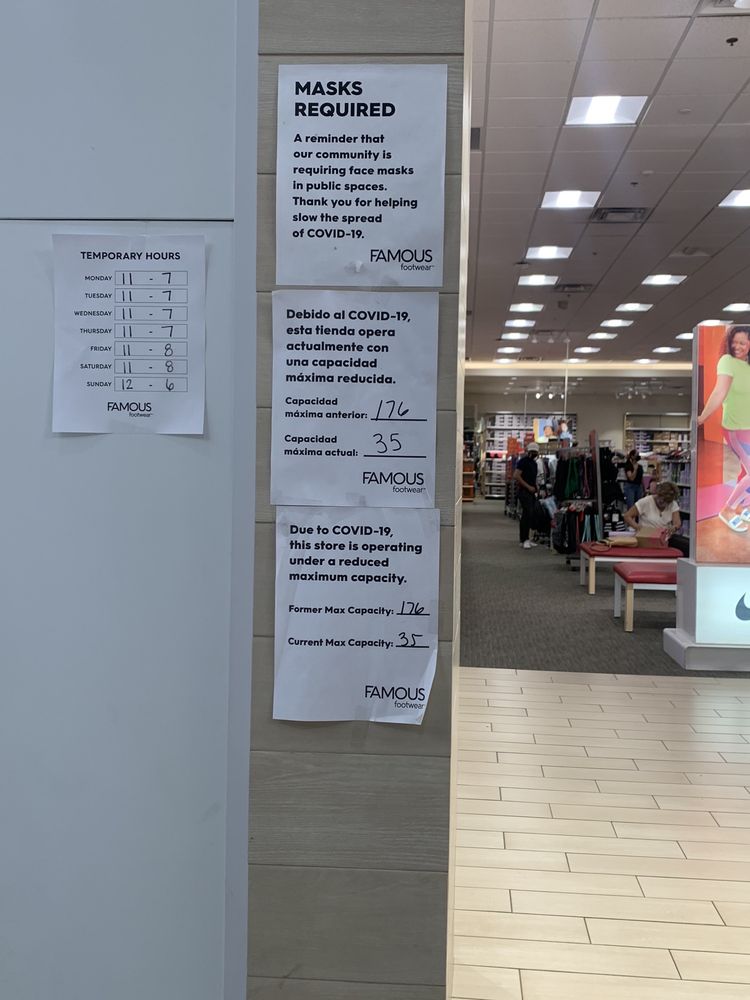 TEMPORARY HOURS
MONDAY 11 - 7
TUESDAY 11 - 7
WEDNESDAY 11 - 7
THURSDAY 11 - 7
FRIDAY 11 - 8
SATURDAY 11 - 8
SUNDAY 12 - 6
FAMOUS
footwear
MASKS
REQUIRED
A reminder that
our community is
requiring face masks
in public spaces.
Thank you for helping
slow the spread
of COVID-19.
FAMOUS
footwear
Debido al COVID-19,
esta tienda opera
actualmente con
una capacidad
máxima reducida.
Capacidad
máxima anterior: 176
Capacidad
máxima actual: 35
FAMOUS
footwear
Due to COVID-19,
this store is operating
under a reduced
maximum capacity.
Former Max Capacity: 176
Current Max Capacity: 35
FAMOUS
footwear